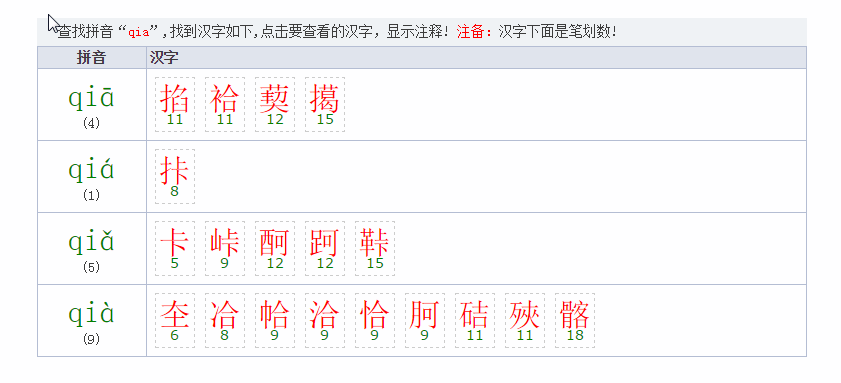 查找拼音“qia”,找到汉字如下,点击要查看的汉字，显示注释! 注备: 汉字下面是笔划数!
拼音 汉字
qiā 掐 袷 葜 擖
(4) 11 11 12 15
qiá 拤
(1) 8
qiǎ 卡 峠 酠 跒 鞐
(5) 5 9 12 12 15
qià 圶 冾 帢 洽 恰 胢 硈 殎 髂
(9) 6 8 9 9 9 9 11 11 18